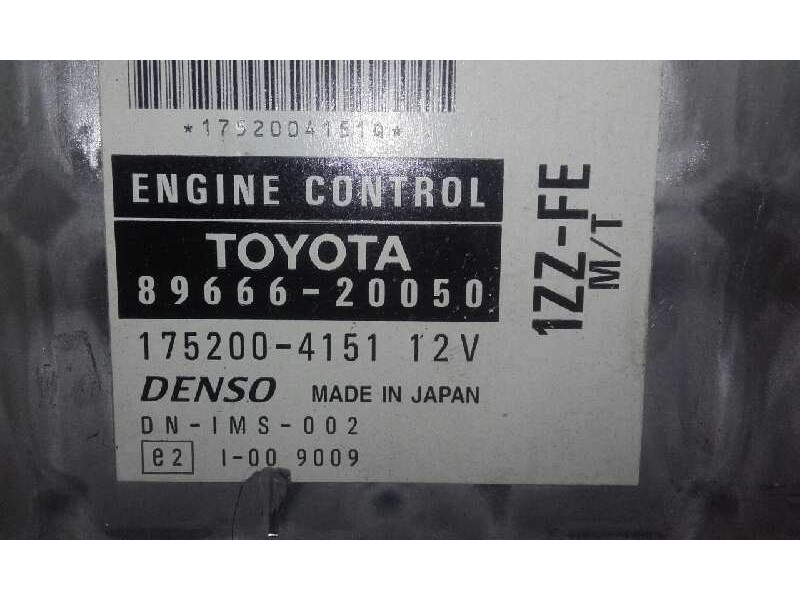 *1752004151Q*
ENGINE CONTROL
TOYOTA
89666-20050
175200-4151 12V
DENSO MADE IN JAPAN
DN-IMS-002
e2 I-00 9009
1ZZ-FE
M/T